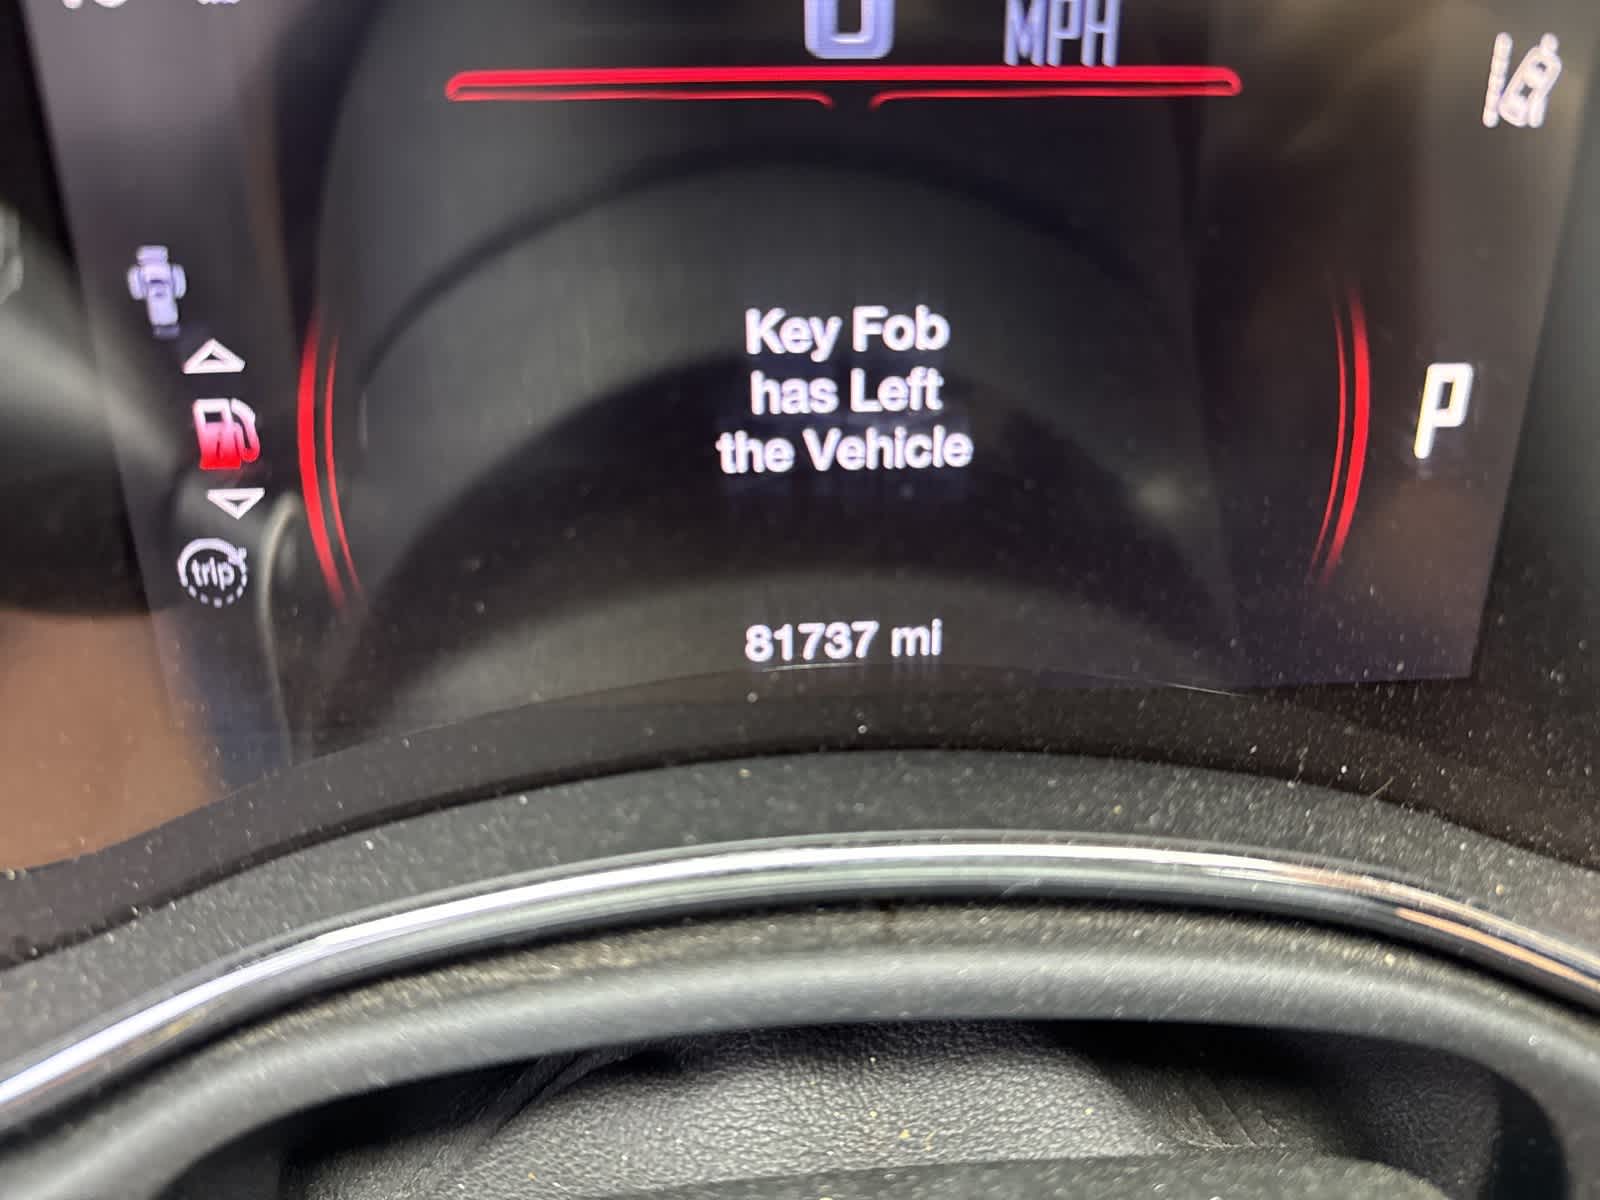 MPH
Key Fob
has Left
the Vehicle
P
trip
81737 mi